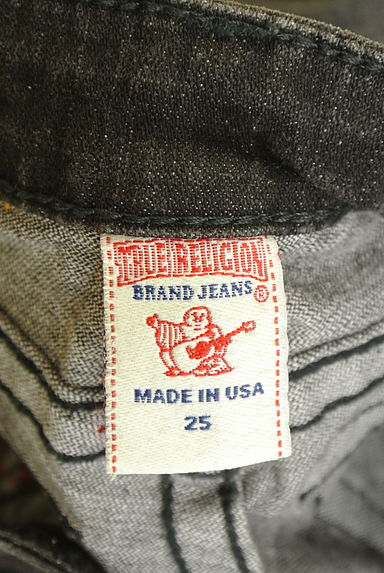 TRUE RELIGION
BRAND JEANS®
MADE IN USA
25